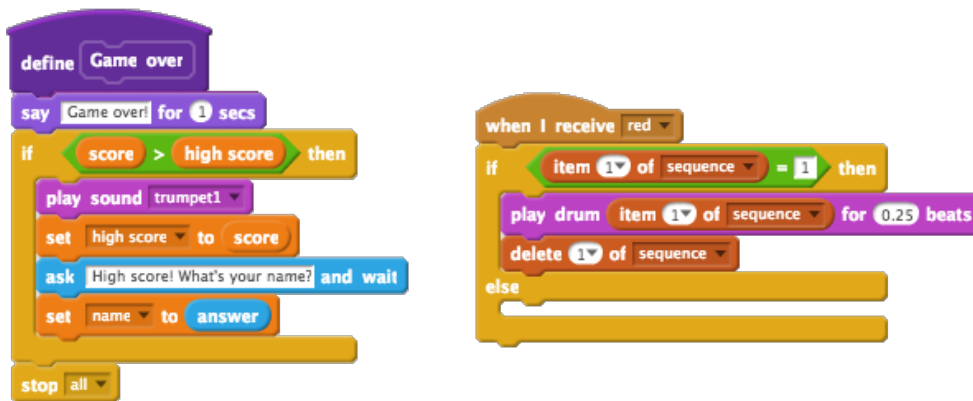 define Game over
say Game over! for 1 secs
if score > high score then
play sound trumpet1
set high score to score
ask High score! What's your name? and wait
set name to answer
stop all
when I receive red
if item 1 of sequence = 1 then
play drum item 1 of sequence for 0.25 beats
delete 1 of sequence
else